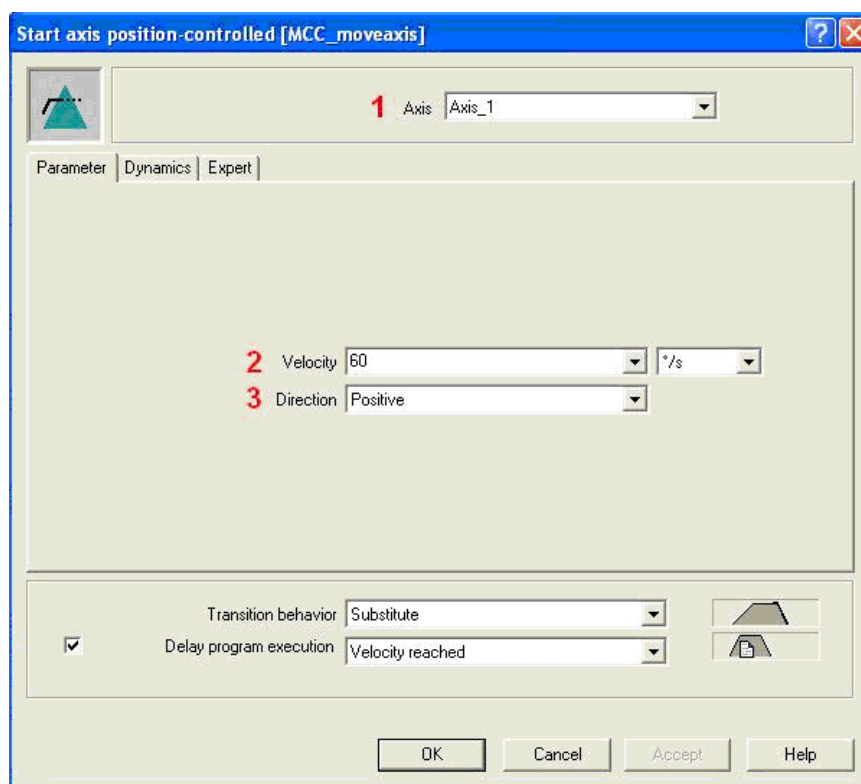 Start axis position-controlled [MCC_moveaxis]
1 Axis Axis_1
Parameter Dynamics Expert
2 Velocity 60 °/s
3 Direction Positive
Transition behavior Substitute
Delay program execution Velocity reached
OK Cancel Accept Help